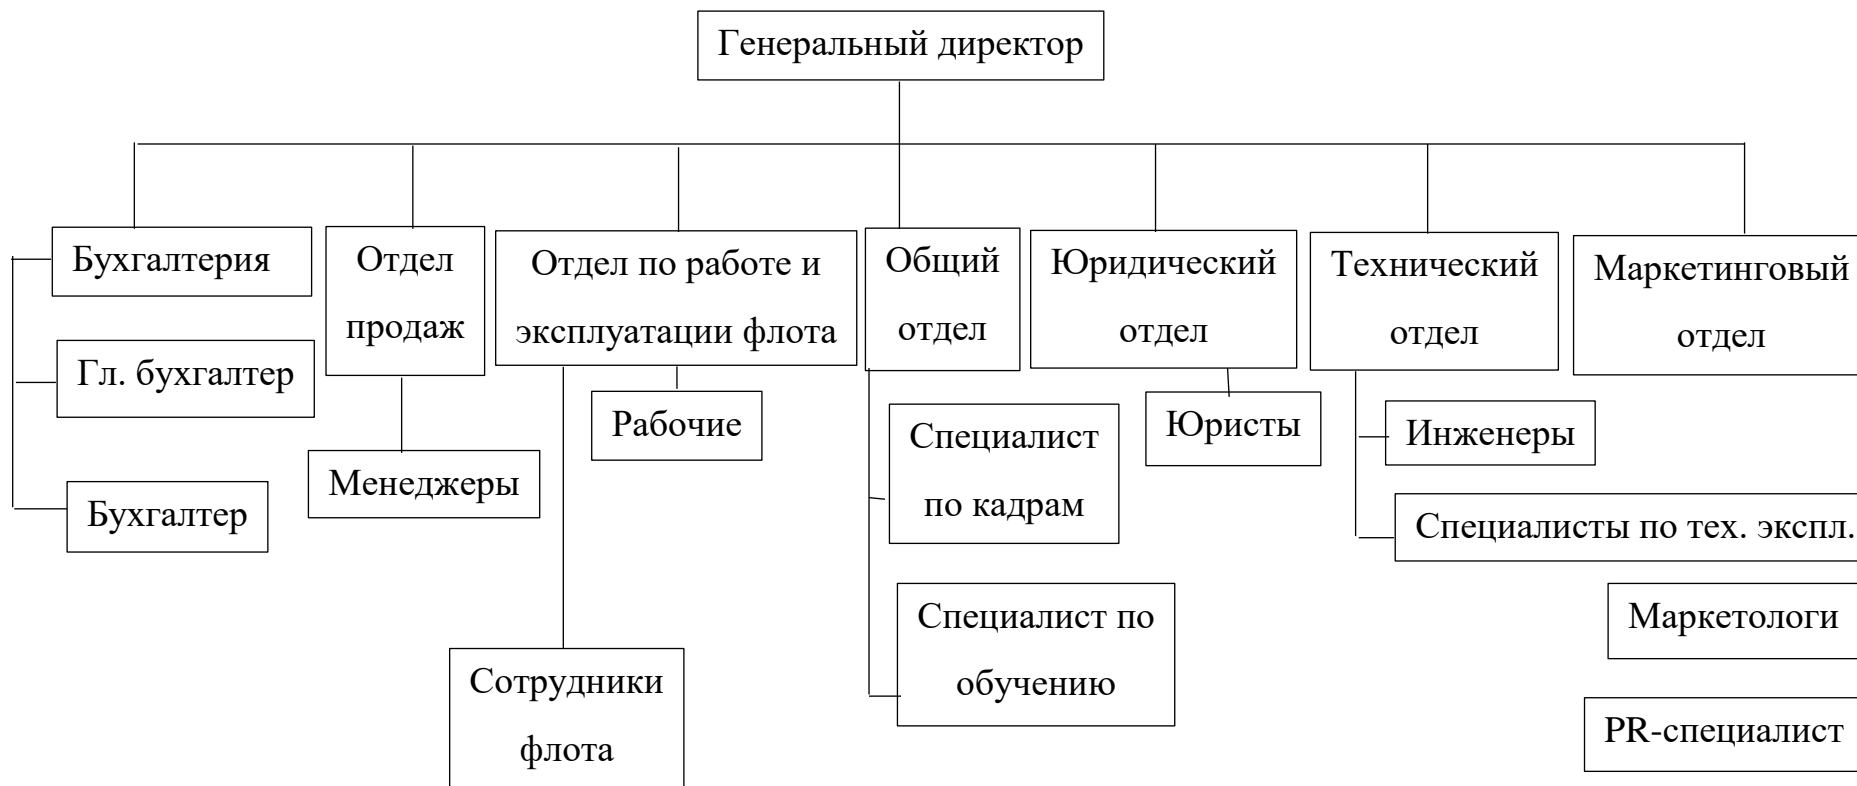 Генеральный директор
Бухгалтерия
Отдел
продаж
Отдел по работе и
эксплуатации флота
Общий
отдел
Юридический
отдел
Технический
отдел
Маркетинговый
отдел
Гл. бухгалтер
Бухгалтер
Менеджеры
Рабочие
Сотрудники
флота
Специалист
по кадрам
Специалист по
обучению
Юристы
Инженеры
Специалисты по тех. экспл.
Маркетологи
PR-специалист